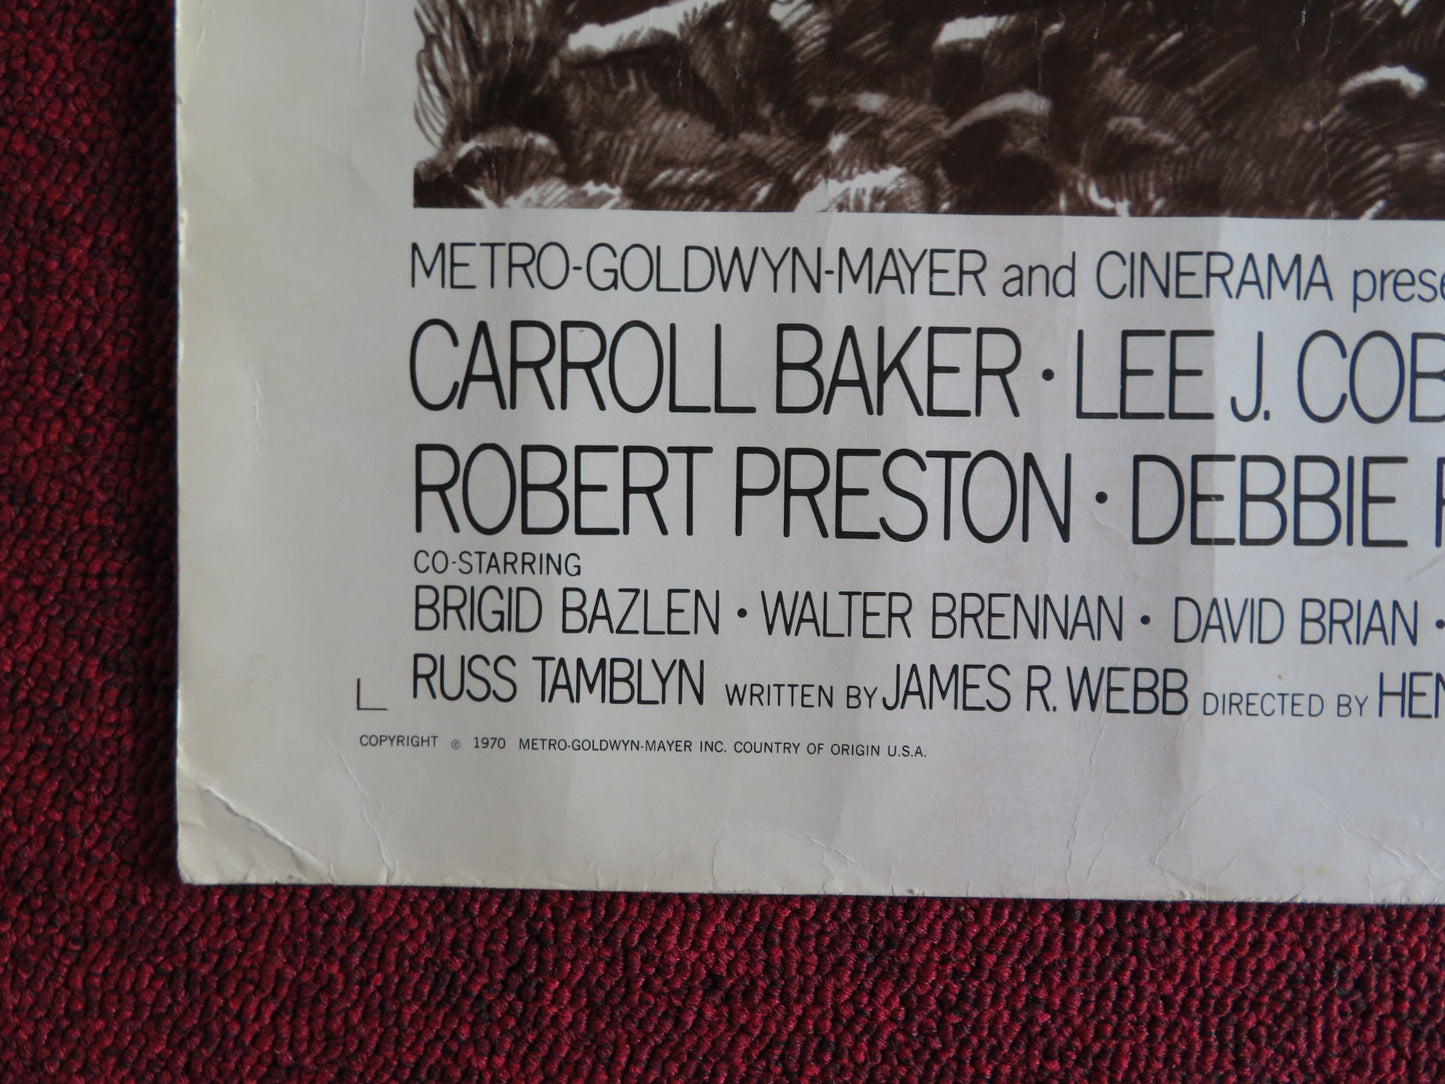 METRO-GOLDWYN-MAYER and CINERAMA prese
CARROLL BAKER · LEE J. COB
ROBERT PRESTON · DEBBIE
CO-STARRING
BRIGID BAZLEN · WALTER BRENNAN · DAVID BRIAN ·
RUSS TAMBLYN WRITTEN BY JAMES R. WEBB DIRECTED BY HEN
COPYRIGHT © 1970 METRO-GOLDWYN-MAYER INC. COUNTRY OF ORIGIN U.S.A.